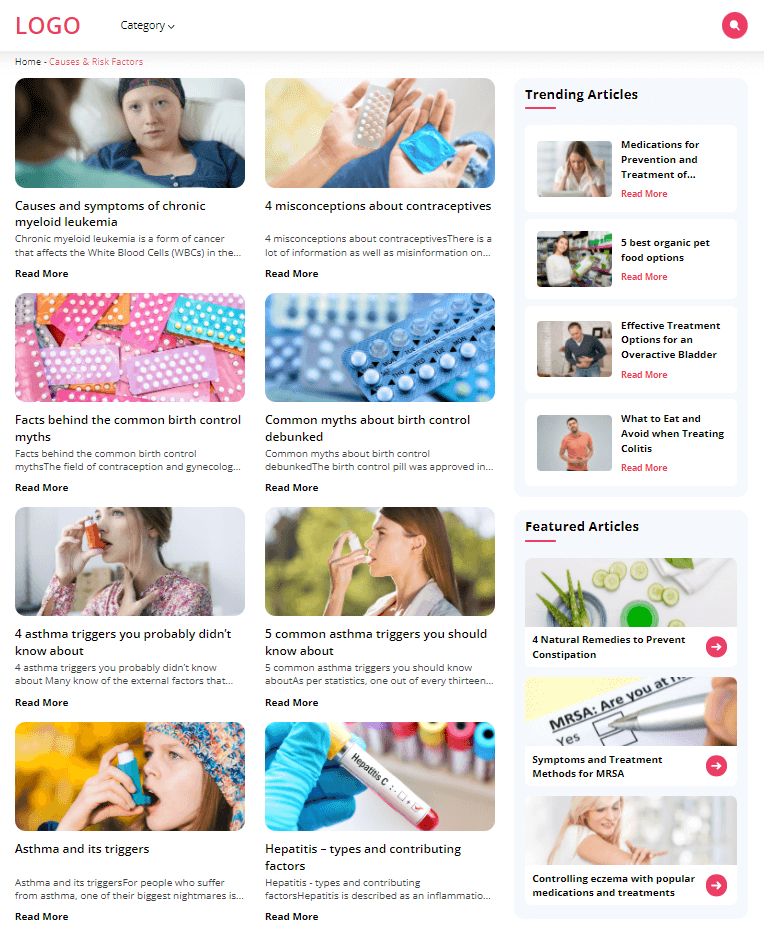 LOGO
Category
Home - Causes & Risk Factors
Causes and symptoms of chronic
myeloid leukemia
Chronic myeloid leukemia is a form of cancer
that affects the White Blood Cells (WBCs) in the...
Read More
4 misconceptions about contraceptives
4 misconceptions about contraceptivesThere is a
lot of information as well as misinformation on...
Read More
Facts behind the common birth control
myths
Facts behind the common birth control
mythsThe field of contraception and gynecolog...
Read More
Common myths about birth control
debunked
Common myths about birth control
debunkedThe birth control pill was approved in...
Read More
4 asthma triggers you probably didn’t
know about
4 asthma triggers you probably didn’t know
about Many know of the external factors that...
Read More
5 common asthma triggers you should
know about
5 common asthma triggers you should know
aboutAs per statistics, one out of every thirteen...
Read More
Asthma and its triggers
Asthma and its triggersFor people who suffer
from asthma, one of their biggest nightmares is...
Read More
Hepatitis C
Hepatitis – types and contributing
factors
Hepatitis - types and contributing
factorsHepatitis is described as an inflammatio...
Read More
Trending Articles
Medications for
Prevention and
Treatment of...
Read More
5 best organic pet
food options
Read More
Effective Treatment
Options for an
Overactive Bladder
Read More
What to Eat and
Avoid when Treating
Colitis
Read More
Featured Articles
4 Natural Remedies to Prevent
Constipation
MRSA: Are you at
Yes
Symptoms and Treatment
Methods for MRSA
Controlling eczema with popular
medications and treatments